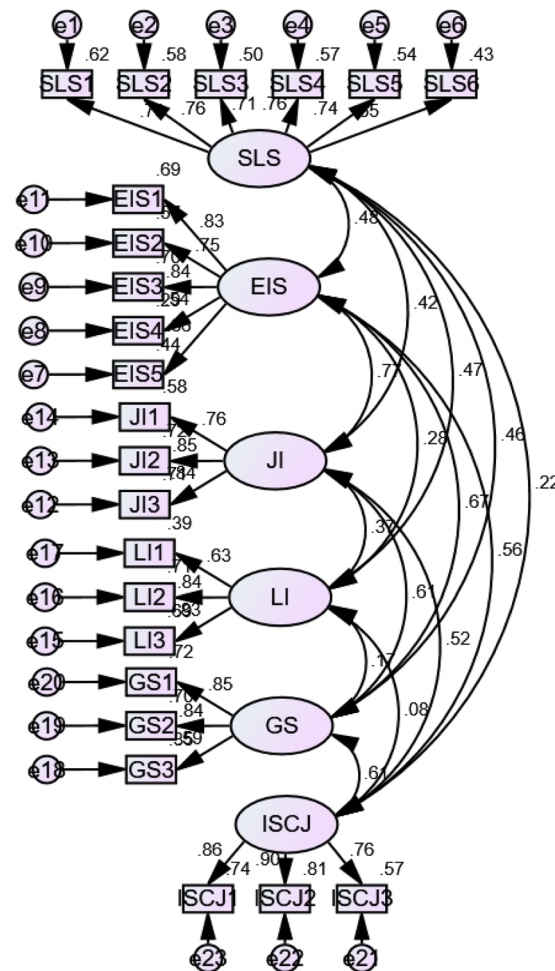 e1 e2 e3 e4 e5 e6
.62 .58 .50 .57 .54 .43
SLS1 SLS2 SLS3 SLS4 SLS5 SLS6
.76 .71 .76 .74
SLS
.69
e11 EIS1
.83 .48
e10 EIS2 .75
.84
e9 EIS3 EIS
.42
e8 EIS4
.44
e7 EIS5
.58
.77 .47
e14 JI1 .76
.28 .46 .22
.85
e13 JI2 JI
e12 JI3
.67
.39
.37 .56
e17 LI1 .63
.84
e16 LI2 LI .61
e15 LI3 .52
.72
.17
e20 GS1 .85
.84 .08
e19 GS2 GS
e18 GS3
.61
ISCJ
.86 .90 .76
.74 .81 .57
ISCJ1 ISCJ2 ISCJ3
e23 e22 e21